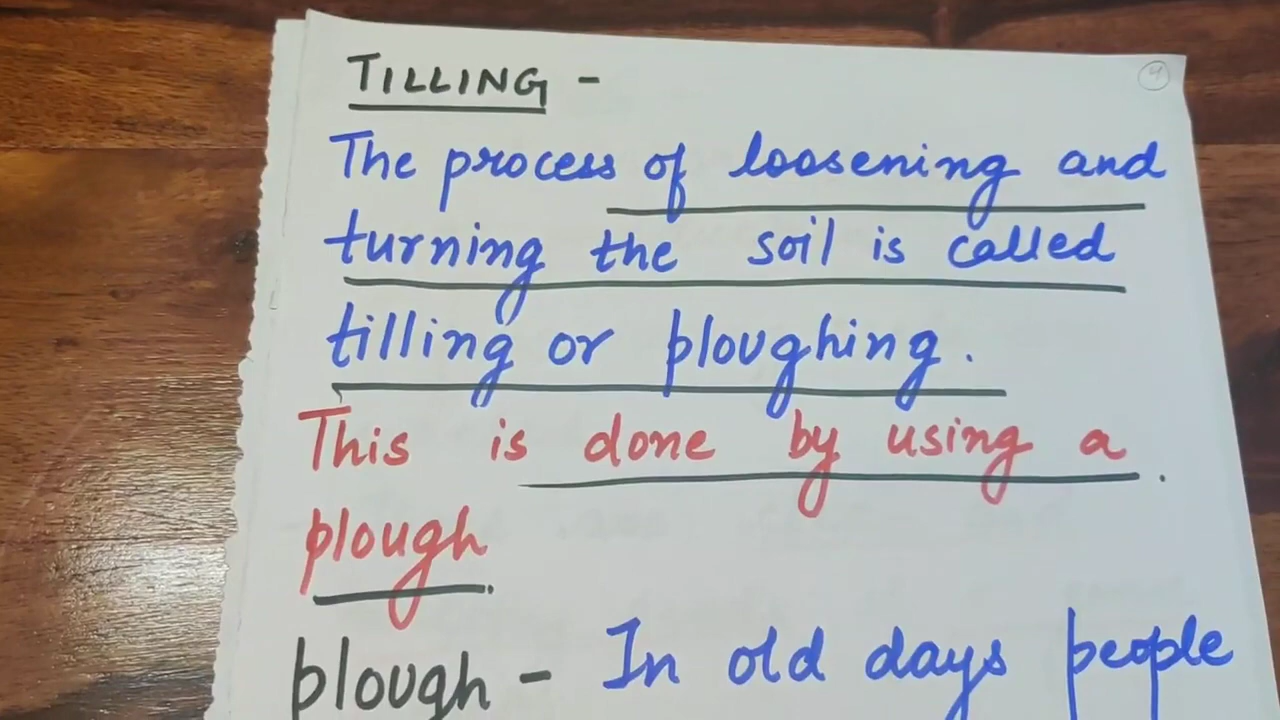 TILLING -
4
The process of loosening and
turning the soil is called
tilling or ploughing.
This is done by using a
plough.
plough - In old days people